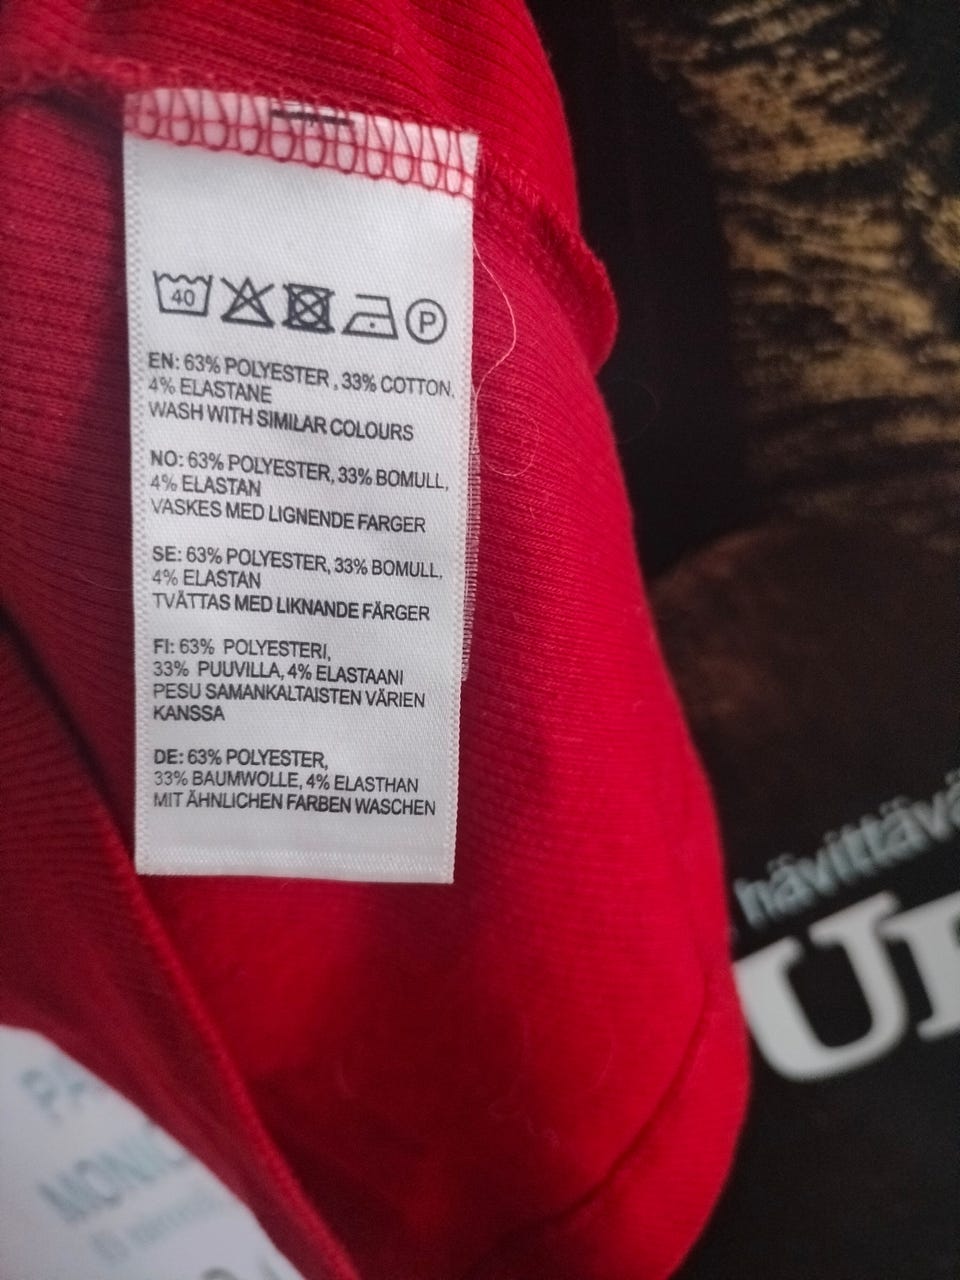 40
P
EN: 63% POLYESTER , 33% COTTON,
4% ELASTANE
WASH WITH SIMILAR COLOURS
NO: 63% POLYESTER, 33% BOMULL,
4% ELASTAN
VASKES MED LIGNENDE FARGER
SE: 63% POLYESTER, 33% BOMULL,
4% ELASTAN
TVÄTTAS MED LIKNANDE FÄRGER
FI: 63% POLYESTERI,
33% PUUVILLA, 4% ELASTAANI
PESU SAMANKALTAISTEN VÄRIEN
KANSSA
DE: 63% POLYESTER,
33% BAUMWOLLE, 4% ELASTHAN
MIT ÄHNLICHEN FARBEN WASCHEN